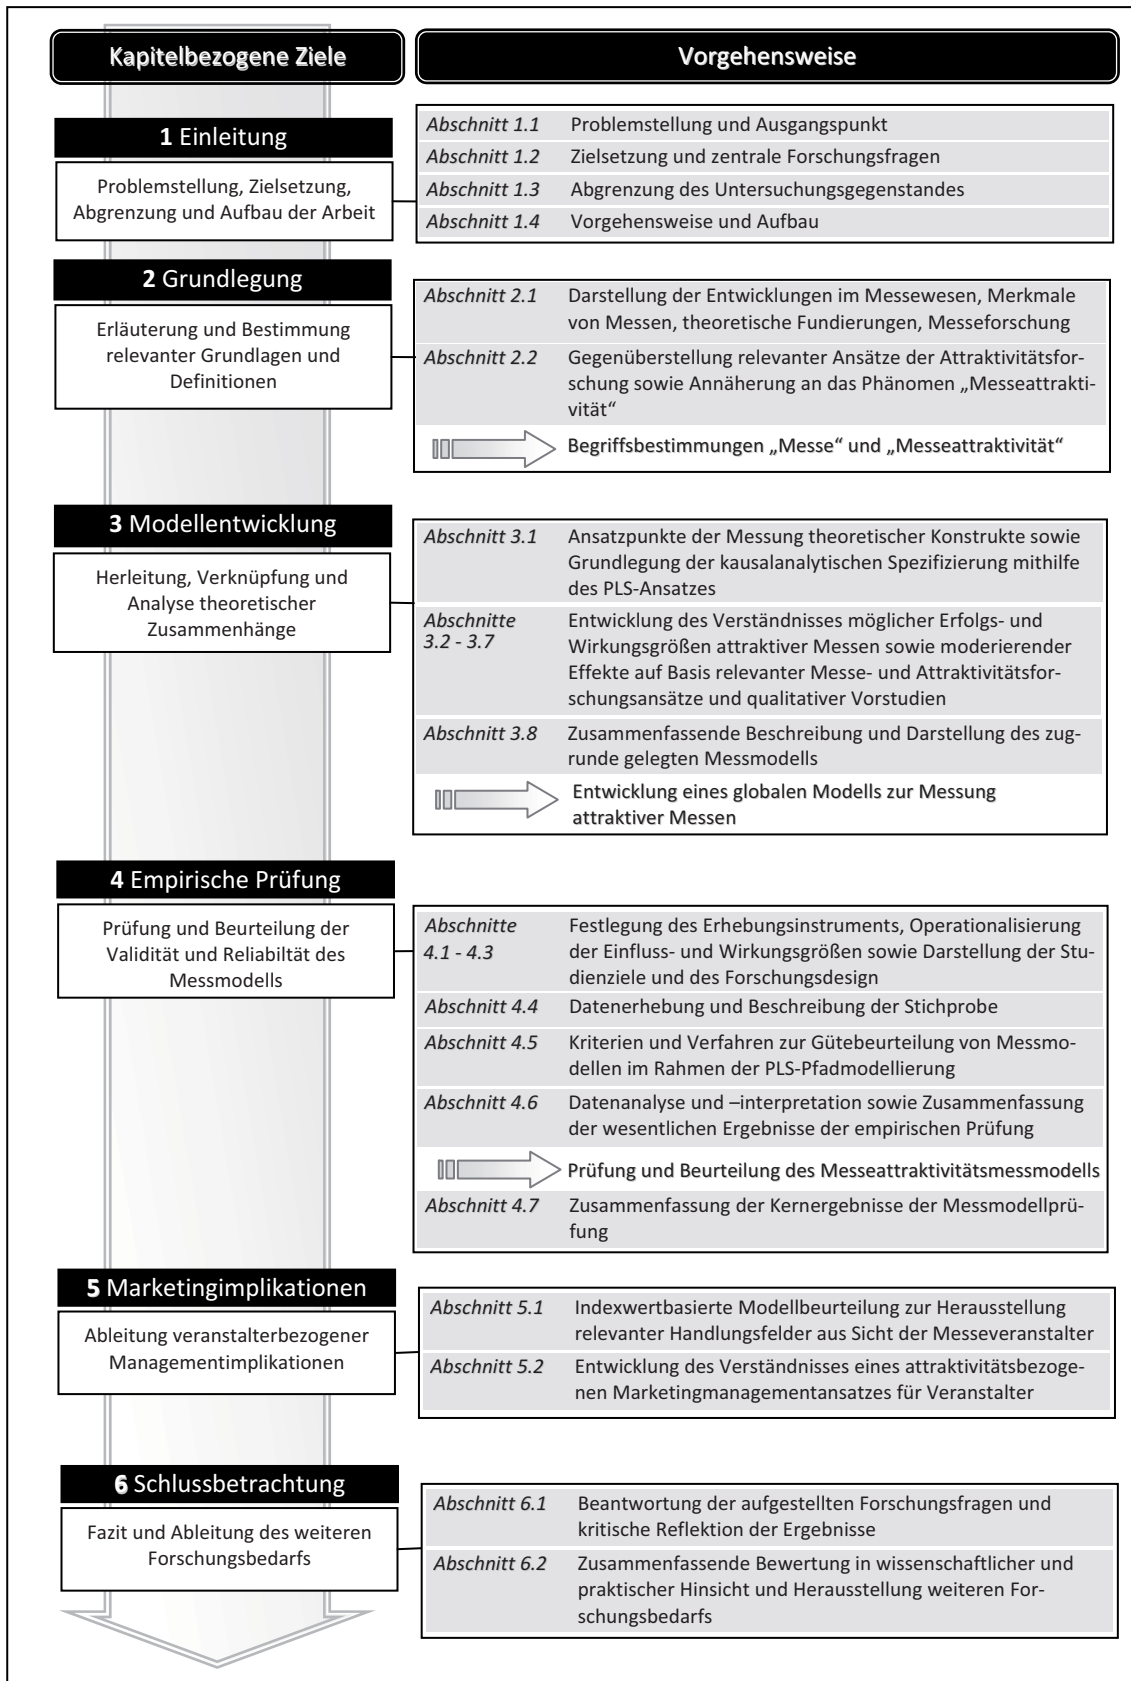 Kapitelbezogene Ziele
Vorgehensweise
1 Einleitung
Problemstellung, Zielsetzung,
Abgrenzung und Aufbau der Arbeit
Abschnitt 1.1 Problemstellung und Ausgangspunkt
Abschnitt 1.2 Zielsetzung und zentrale Forschungsfragen
Abschnitt 1.3 Abgrenzung des Untersuchungsgegenstandes
Abschnitt 1.4 Vorgehensweise und Aufbau
2 Grundlegung
Erläuterung und Bestimmung
relevanter Grundlagen und
Definitionen
Abschnitt 2.1 Darstellung der Entwicklungen im Messewesen, Merkmale
von Messen, theoretische Fundierungen, Messeforschung
Abschnitt 2.2 Gegenüberstellung relevanter Ansätze der Attraktivitätsfor-
schung sowie Annäherung an das Phänomen „Messeattrakti-
vität“
Begriffsbestimmungen „Messe“ und „Messeattraktivität“
3 Modellentwicklung
Herleitung, Verknüpfung und
Analyse theoretischer
Zusammenhänge
Abschnitt 3.1 Ansatzpunkte der Messung theoretischer Konstrukte sowie
Grundlegung der kausalanalytischen Spezifizierung mithilfe
des PLS-Ansatzes
Abschnitte Entwicklung des Verständnisses möglicher Erfolgs- und
3.2 - 3.7 Wirkungsgrößen attraktiver Messen sowie moderierender
Effekte auf Basis relevanter Messe- und Attraktivitätsfor-
schungsansätze und qualitativer Vorstudien
Abschnitt 3.8 Zusammenfassende Beschreibung und Darstellung des zug-
runde gelegten Messmodells
Entwicklung eines globalen Modells zur Messung
attraktiver Messen
4 Empirische Prüfung
Prüfung und Beurteilung der
Validität und Reliabiltät des
Messmodells
Abschnitte Festlegung des Erhebungsinstruments, Operationalisierung
4.1 - 4.3 der Einfluss- und Wirkungsgrößen sowie Darstellung der Stu-
dienziele und des Forschungsdesign
Abschnitt 4.4 Datenerhebung und Beschreibung der Stichprobe
Abschnitt 4.5 Kriterien und Verfahren zur Gütebeurteilung von Messmo-
dellen im Rahmen der PLS-Pfadmodellierung
Abschnitt 4.6 Datenanalyse und –interpretation sowie Zusammenfassung
der wesentlichen Ergebnisse der empirischen Prüfung
Prüfung und Beurteilung des Messeattraktivitätsmessmodells
Abschnitt 4.7 Zusammenfassung der Kernergebnisse der Messmodellprü-
fung
5 Marketingimplikationen
Ableitung veranstalterbezogener
Managementimplikationen
Abschnitt 5.1 Indexwertbasierte Modellbeurteilung zur Herausstellung
relevanter Handlungsfelder aus Sicht der Messeveranstalter
Abschnitt 5.2 Entwicklung des Verständnisses eines attraktivitätsbezoge-
nen Marketingmanagementansatzes für Veranstalter
6 Schlussbetrachtung
Fazit und Ableitung des weiteren
Forschungsbedarfs
Abschnitt 6.1 Beantwortung der aufgestellten Forschungsfragen und
kritische Reflektion der Ergebnisse
Abschnitt 6.2 Zusammenfassende Bewertung in wissenschaftlicher und
praktischer Hinsicht und Herausstellung weiteren For-
schungsbedarfs